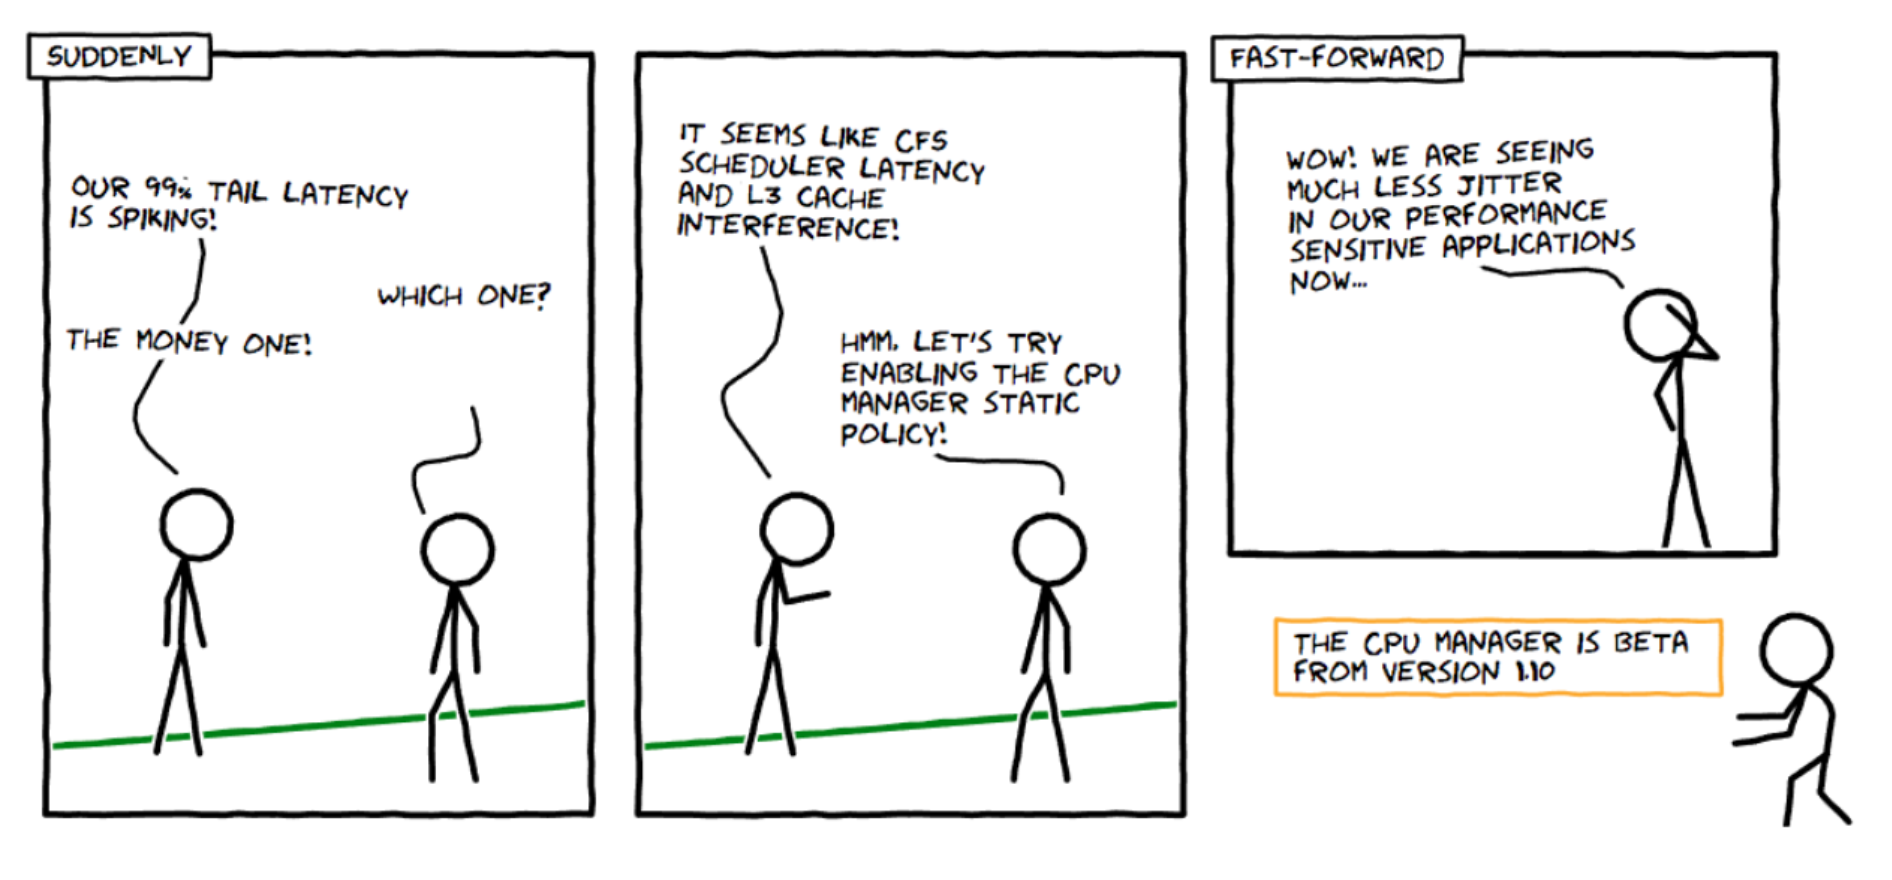 SUDDENLY
OUR 99% TAIL LATENCY
IS SPIKING!
WHICH ONE?
THE MONEY ONE!
IT SEEMS LIKE CFS
SCHEDULER LATENCY
AND L3 CACHE
INTERFERENCE!
HMM. LET'S TRY
ENABLING THE CPU
MANAGER STATIC
POLICY!
FAST-FORWARD
WOW! WE ARE SEEING
MUCH LESS JITTER
IN OUR PERFORMANCE
SENSITIVE APPLICATIONS
NOW...
THE CPU MANAGER IS BETA
FROM VERSION 1.10